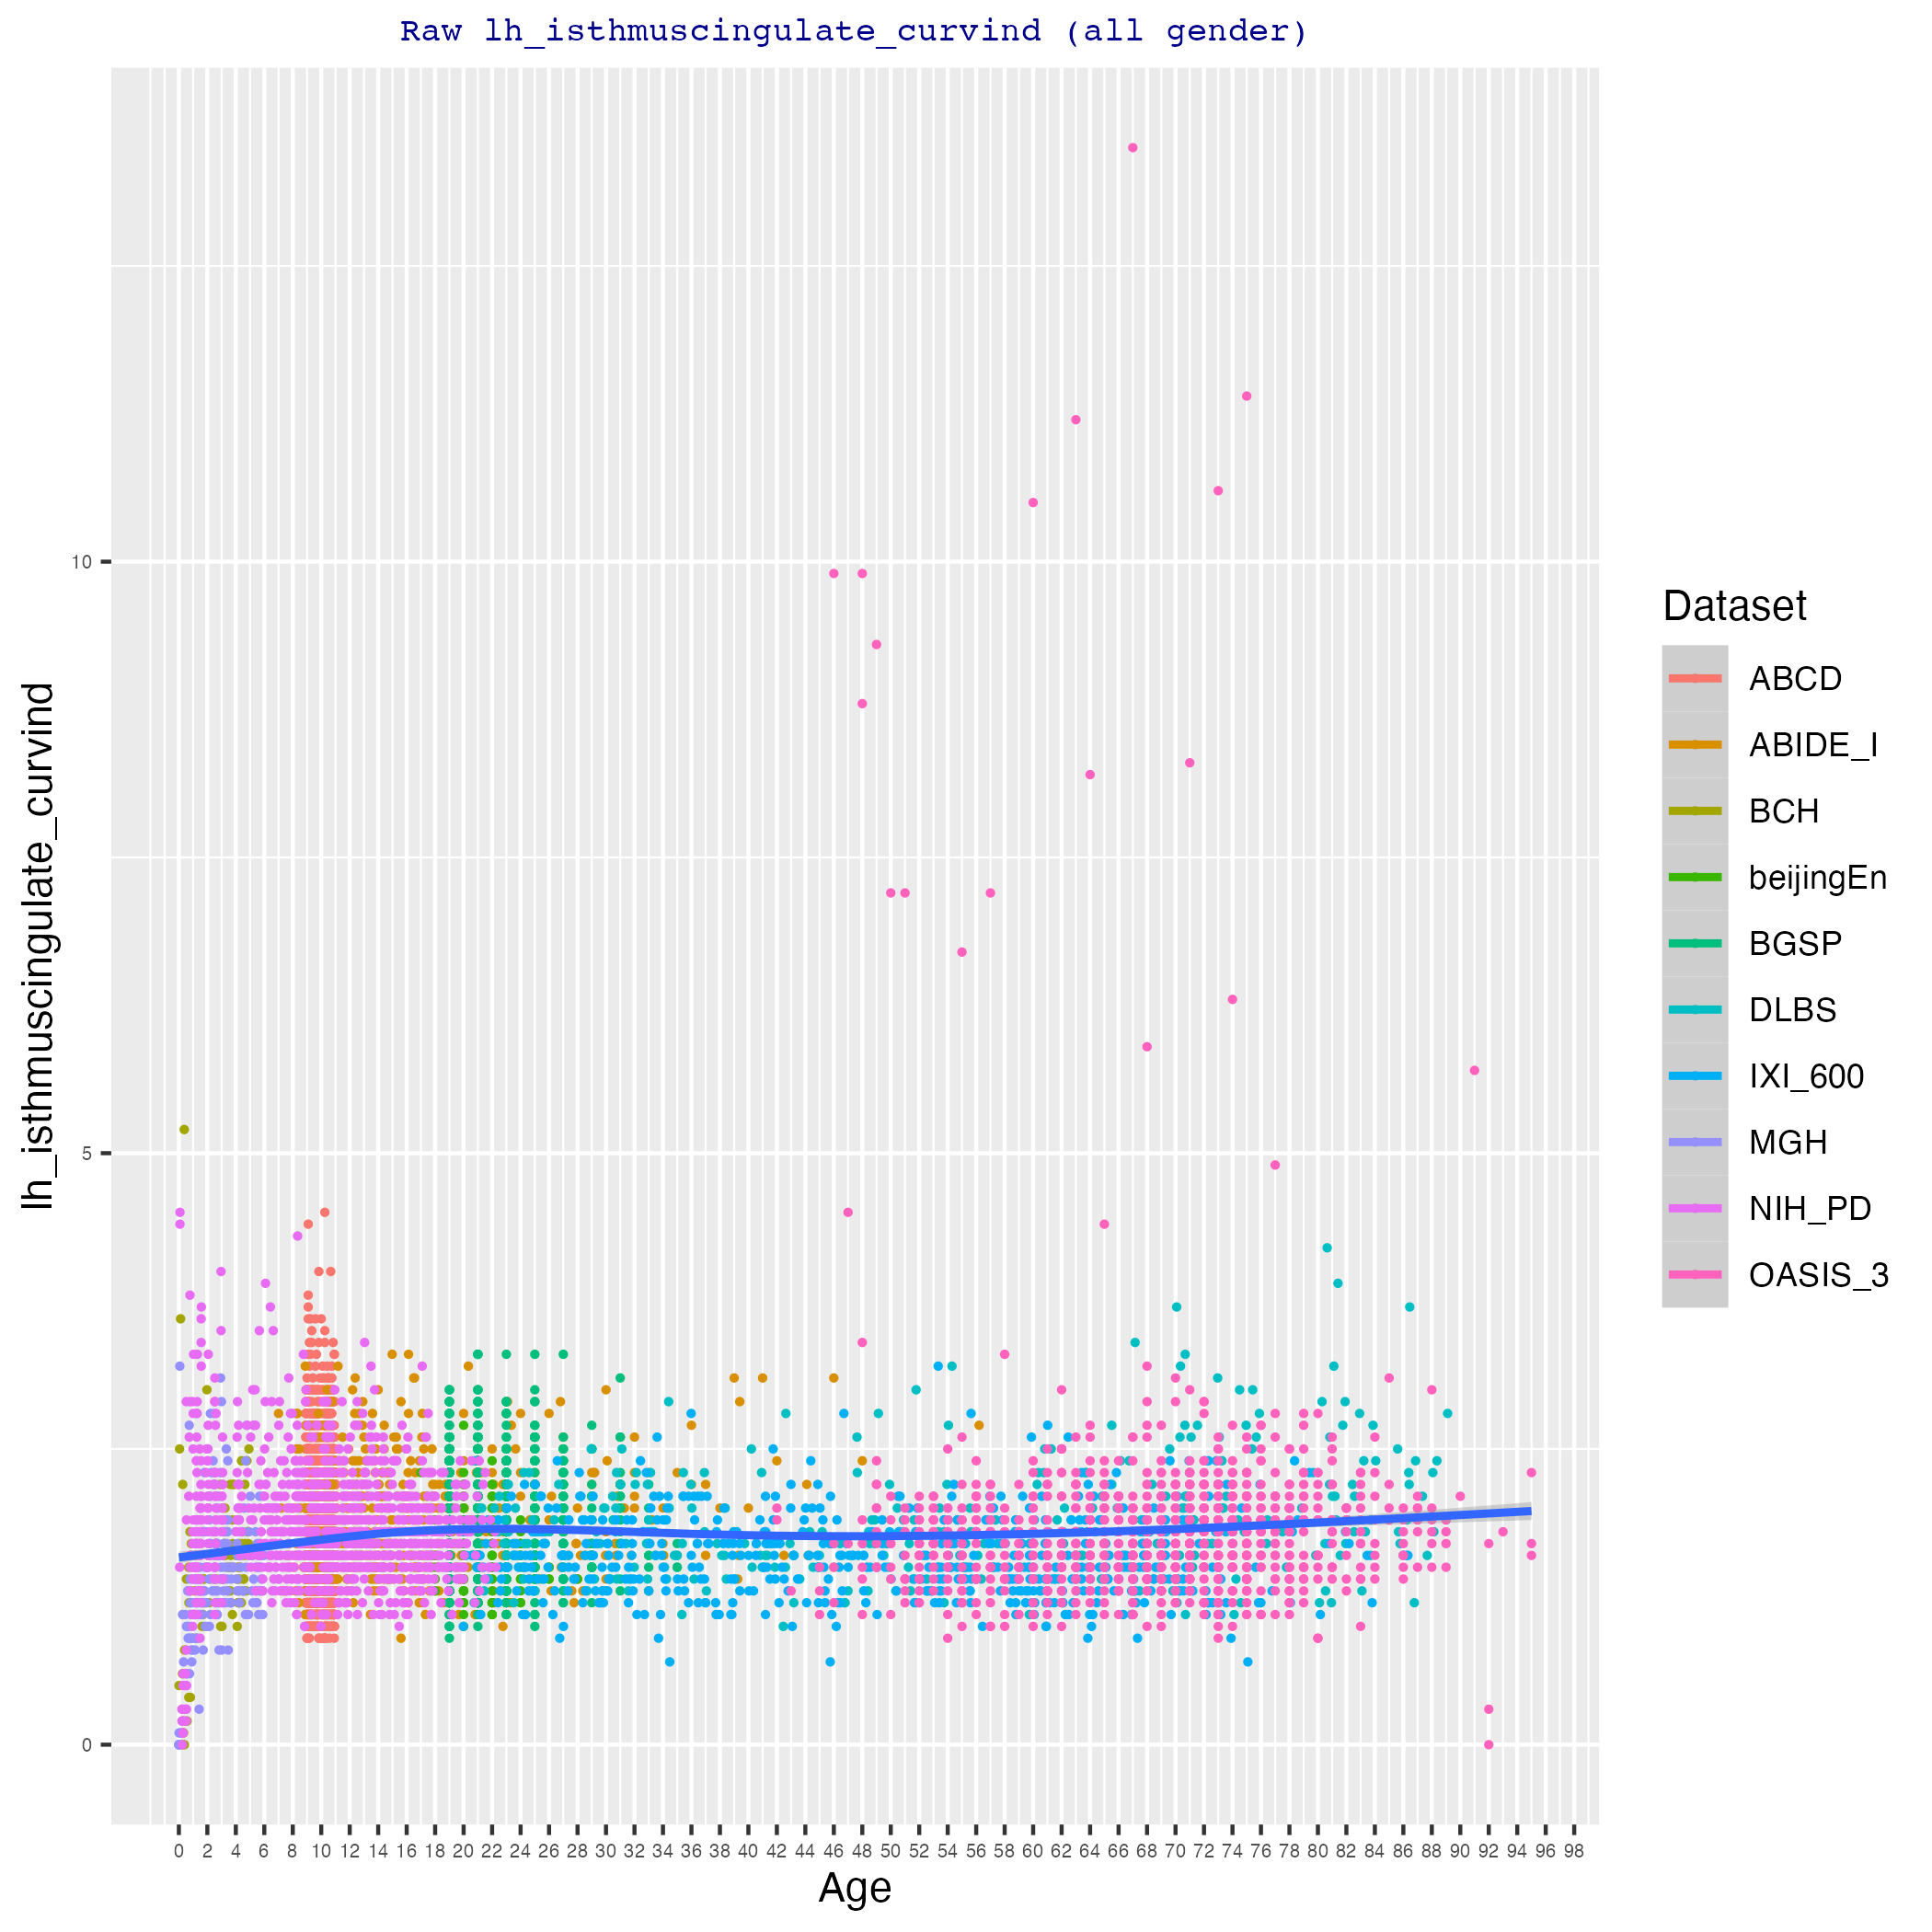 Raw lh_isthmuscingulate_curvind (all gender)
lh_isthmuscingulate_curvind
10
5
0
0 2 4 6 8 10 12 14 16 18 20 22 24 26 28 30 32 34 36 38 40 42 44 46 48 50 52 54 56 58 60 62 64 66 68 70 72 74 76 78 80 82 84 86 88 90 92 94 96 98
Age
Dataset
ABCD
ABIDE_I
BCH
beijingEn
BGSP
DLBS
IXI_600
MGH
NIH_PD
OASIS_3